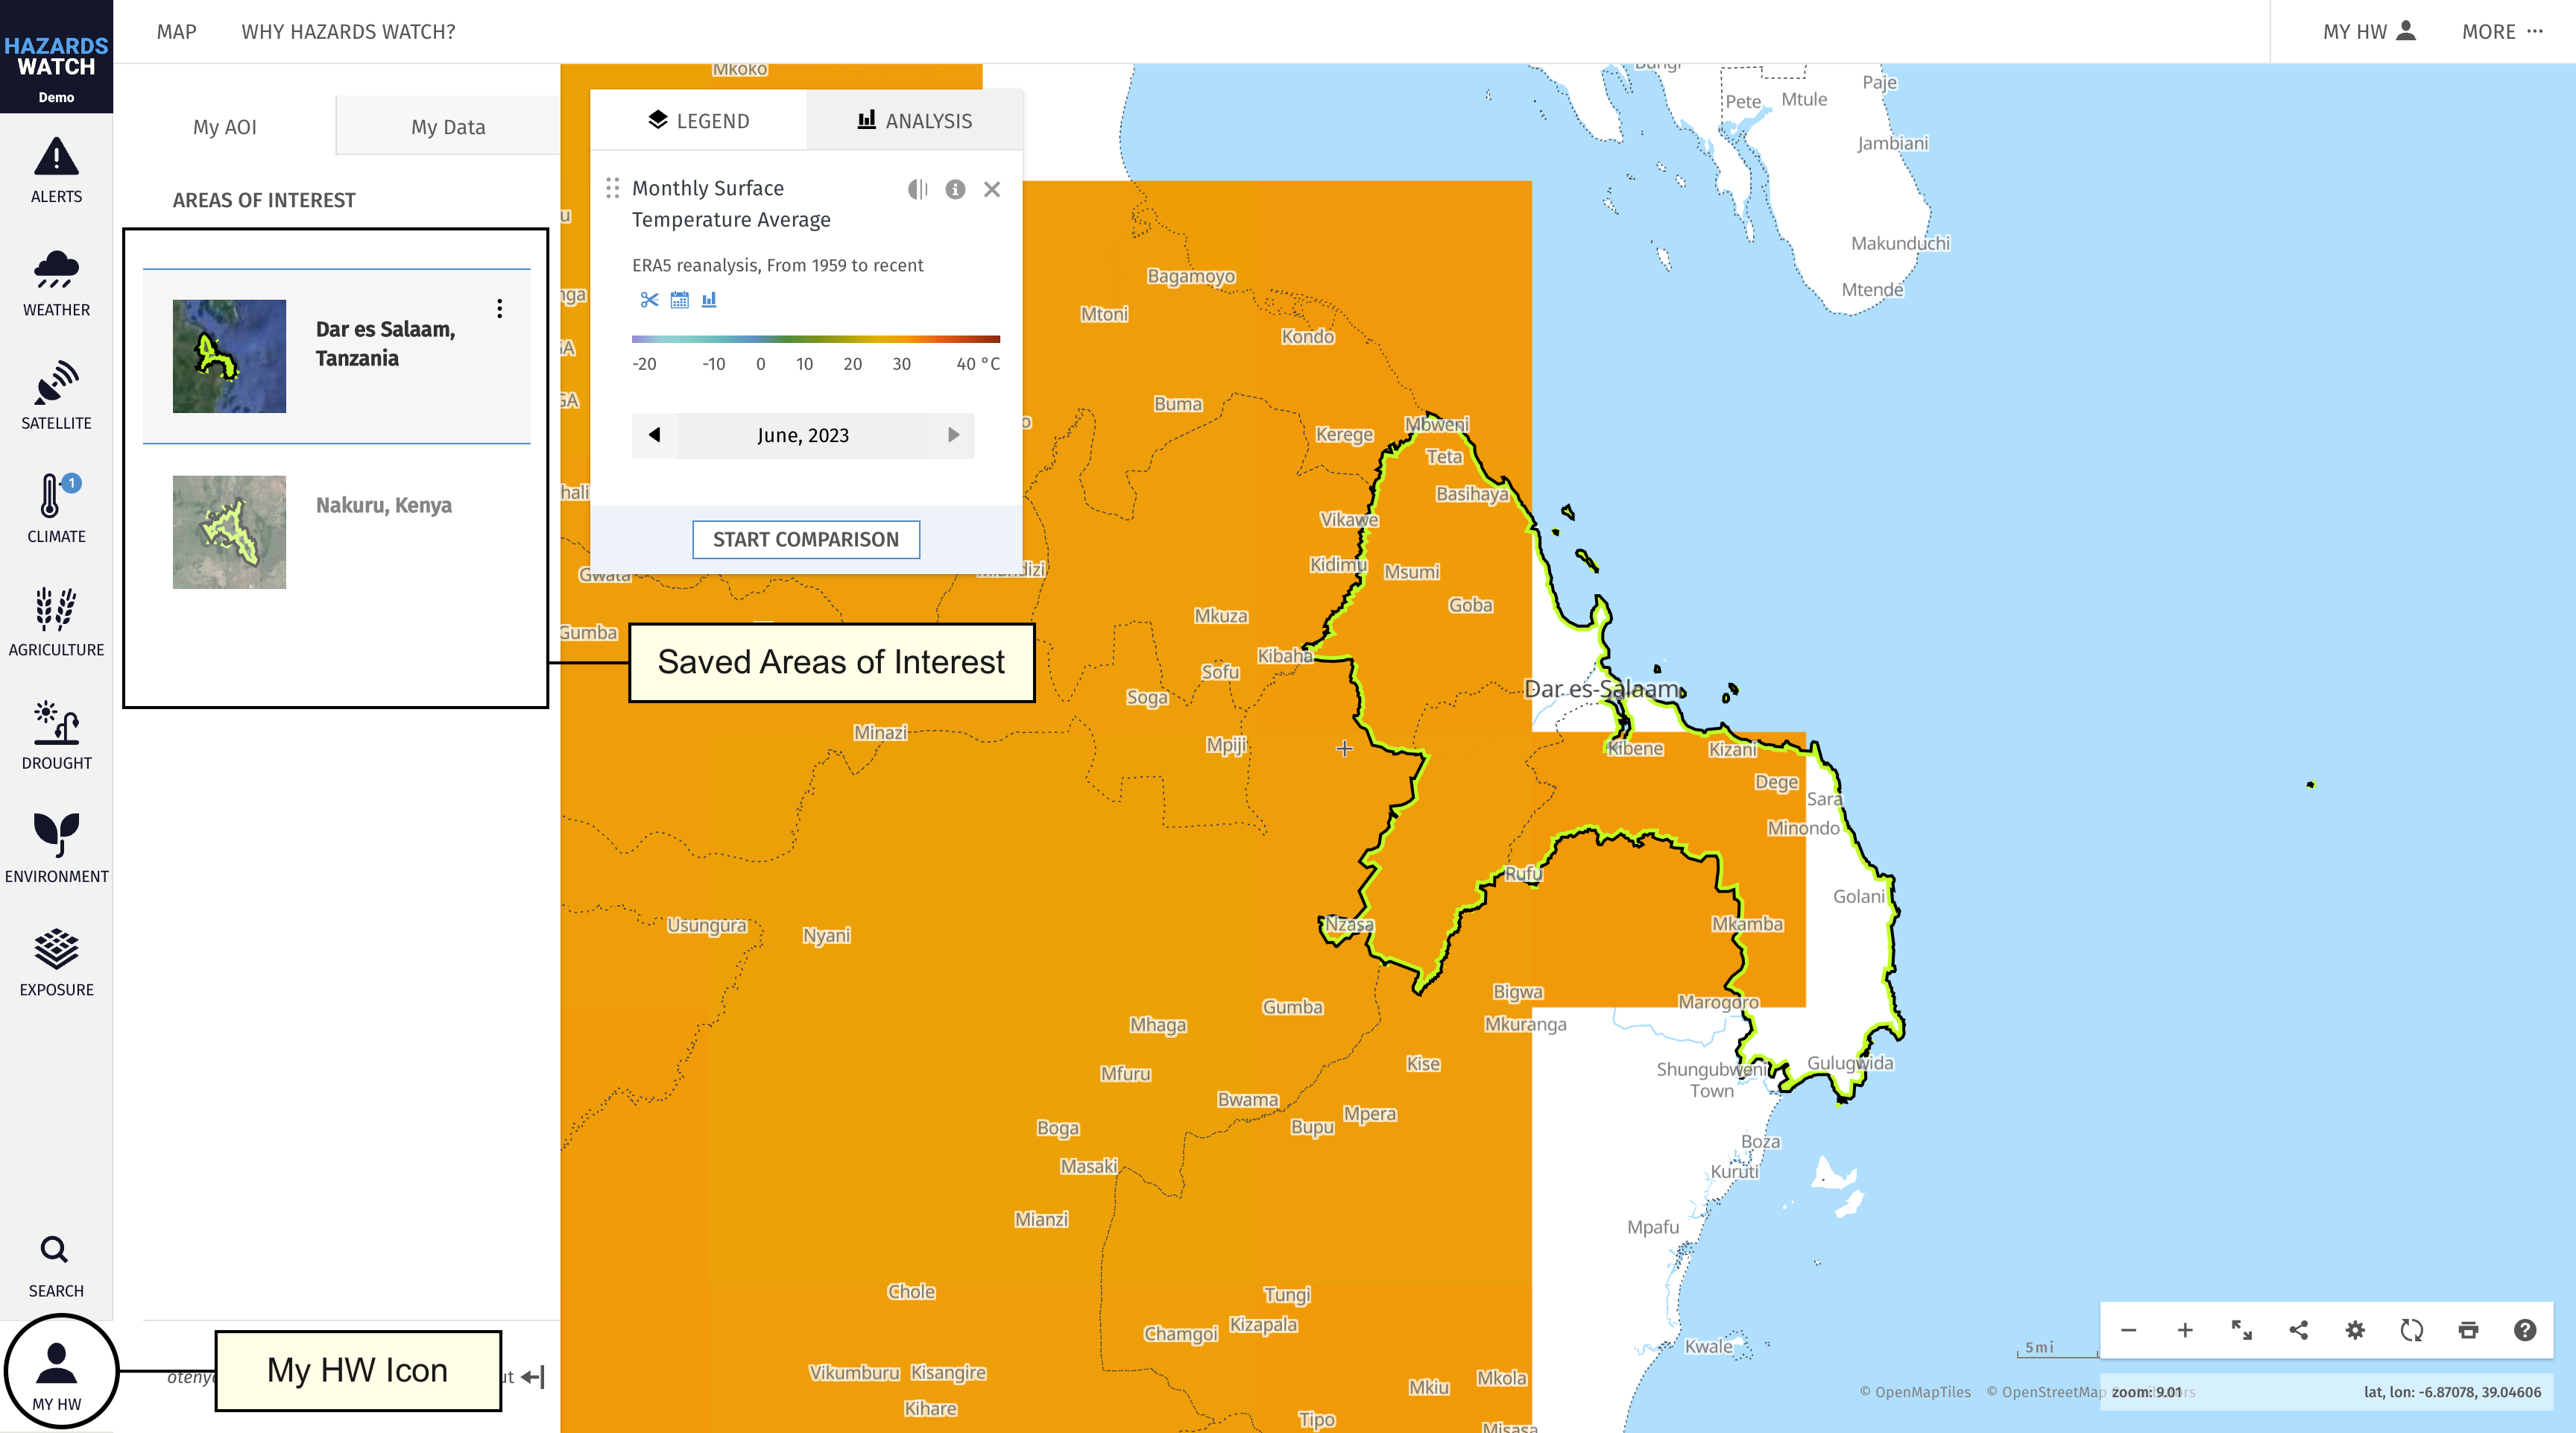 HAZARDS
WATCH
Demo
MAP
WHY HAZARDS WATCH?
MY HW
MORE
ALERTS
WEATHER
SATELLITE
1
CLIMATE
AGRICULTURE
DROUGHT
ENVIRONMENT
EXPOSURE
SEARCH
MY HW
My AOI
My Data
AREAS OF INTEREST
Dar es Salaam,
Tanzania
Nakuru, Kenya
My HW Icon
Saved Areas of Interest
LEGEND
ANALYSIS
Monthly Surface
Temperature Average
ERA5 reanalysis, From 1959 to recent
-20 -10 0 10 20 30 40 °C
June, 2023
START COMPARISON
Mkoko
Pete
Mtule
Paje
Jambiani
Makunduchi
Mtende
Bagamoyo
Mtoni
Kondo
Buma
Kerege
Mbweni
Teta
Basihaya
Vikawe
Kidimu
Msumi
Goba
Gwata
Gumba
Mkuza
Kibaha
Sofu
Soga
Dar es-Salaam
Minazi
Mpiji
Kibene
Kizani
Dege
Sara
Minondo
Rufu
Golani
Usungura
Nyani
Nzasa
Mkamba
Bigwa
Marogoro
Gumba
Mhaga
Mkuranga
Kise
Shungubweni
Town
Gulugwida
Mfuru
Bwama
Mpera
Boga
Bupu
Boza
Masaki
Kuruti
Mianzi
Mpafu
Chole
Tungi
Chamgoi
Kizapala
Kwale
Vikumburu
Kisangire
Mkiu
Mkola
Kihare
Tipo
Misasa
5 mi
© OpenMapTiles © OpenStreetMap
zoom: 9.01
lat, lon: -6.87078, 39.04606